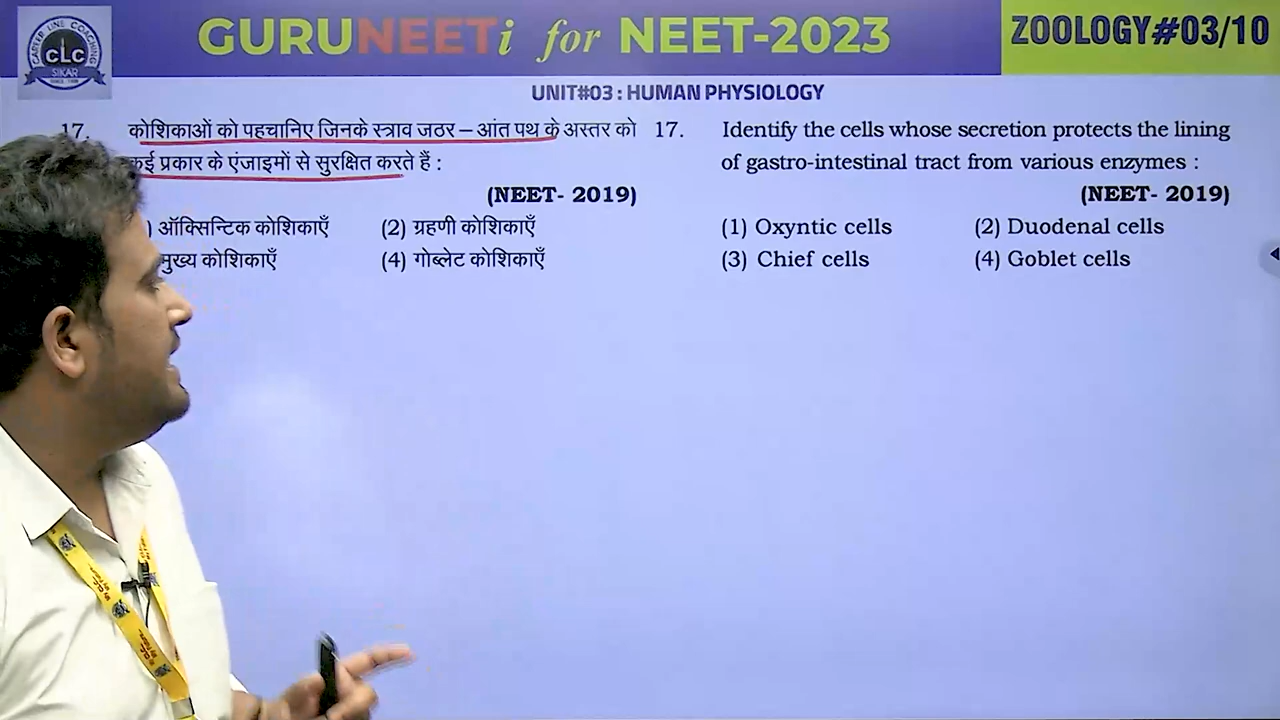 GURUNEETi for NEET-2023
ZOOLOGY#03/10
CAREER LINE COACHING
CLC
SIKAR
UNIT#03 : HUMAN PHYSIOLOGY
17. कोशिकाओं को पहचानिए जिनके स्त्राव जठर – आंत पथ के अस्तर को
कई प्रकार के एंजाइमों से सुरक्षित करते हैं :
(NEET- 2019)
) ऑक्सिन्टिक कोशिकाएँ (2) ग्रहणी कोशिकाएँ
मुख्य कोशिकाएँ (4) गोब्लेट कोशिकाएँ
17. Identify the cells whose secretion protects the lining
of gastro-intestinal tract from various enzymes :
(NEET- 2019)
(1) Oxyntic cells (2) Duodenal cells
(3) Chief cells (4) Goblet cells